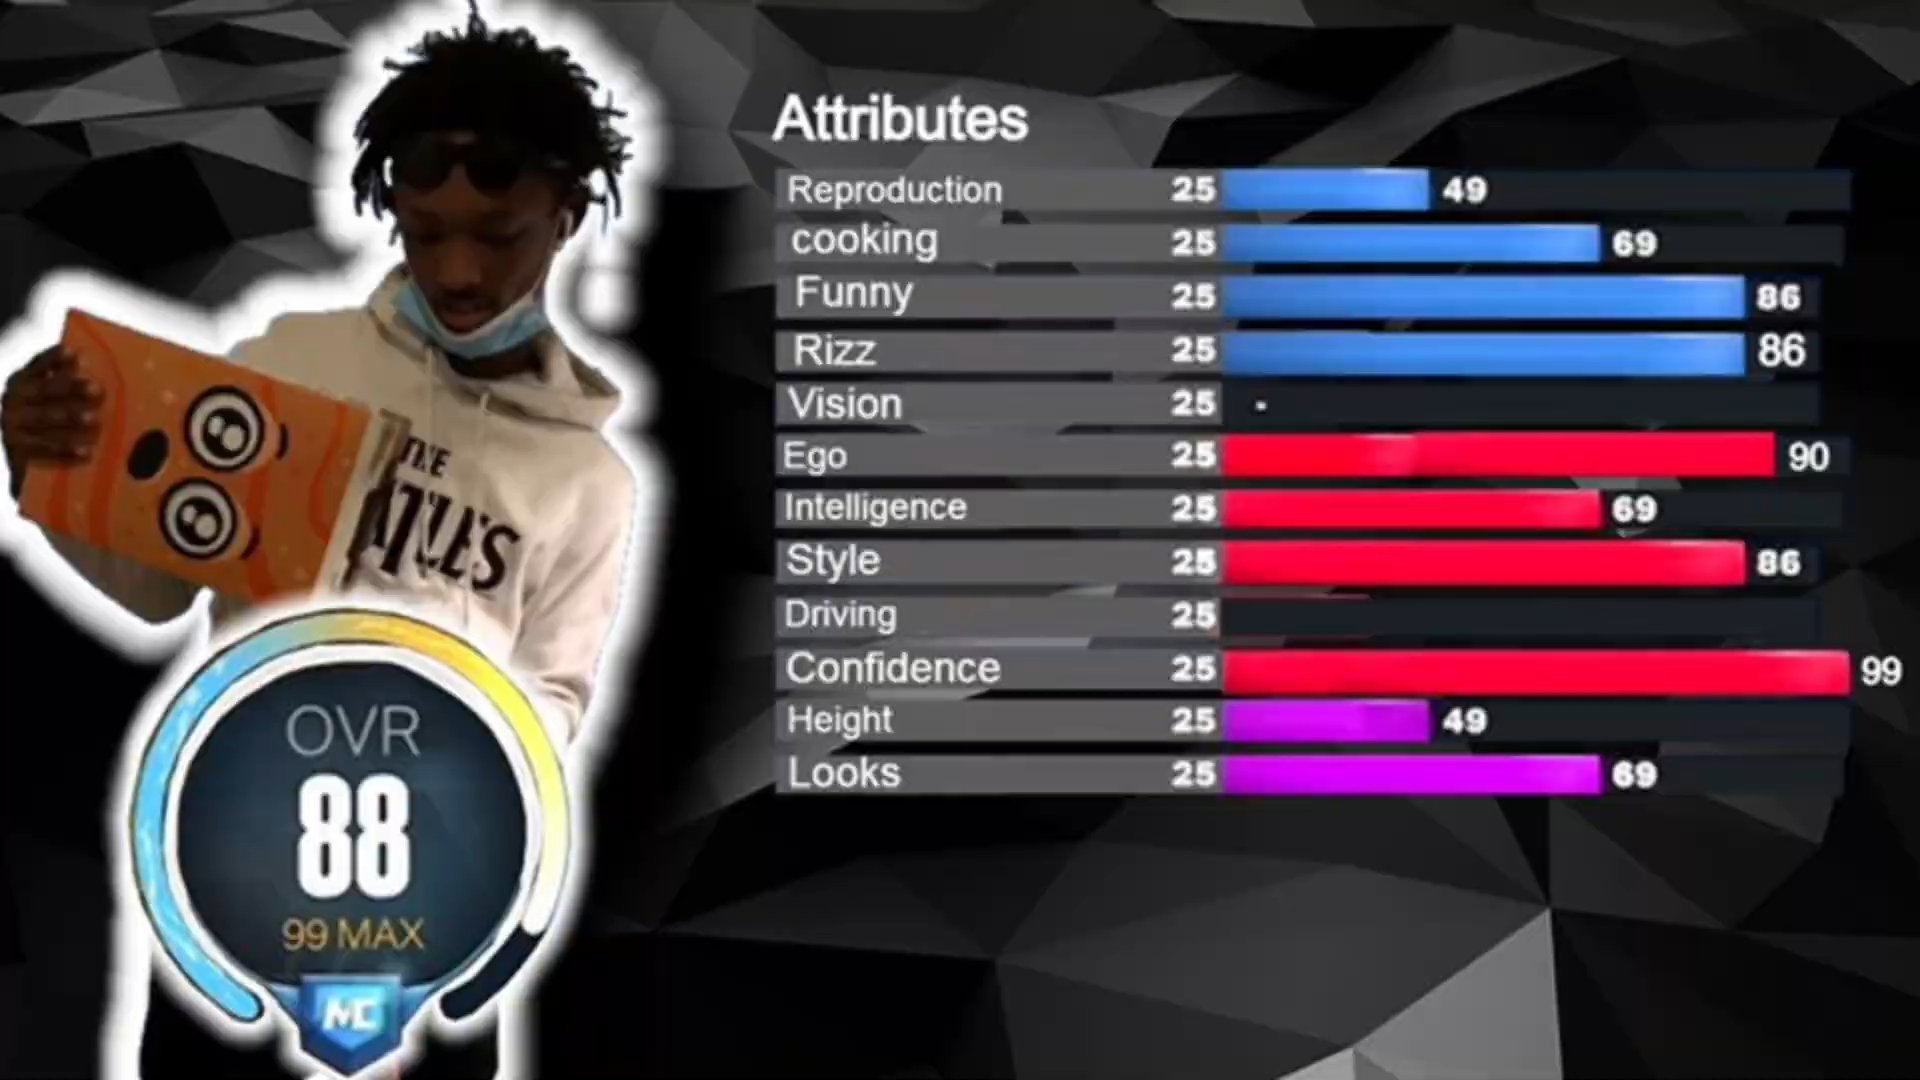 Attributes
Reproduction 25 49
cooking 25 69
Funny 25 86
Rizz 25 86
Vision 25 -
Ego 25 90
Intelligence 25 69
Style 25 86
Driving 25
Confidence 25 99
Height 25 49
Looks 25 69
THE
ATLES
OVR
88
99 MAX
MC